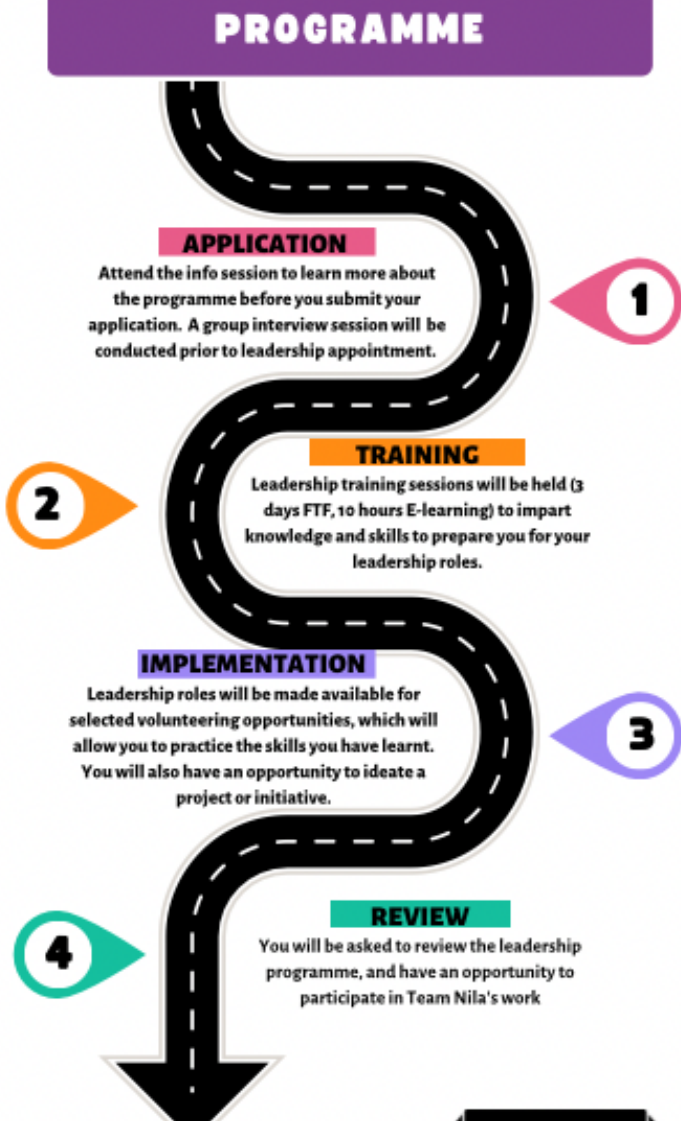 PROGRAMME
APPLICATION
Attend the info session to learn more about
the programme before you submit your
application. A group interview session will be
conducted prior to leadership appointment.
1
TRAINING
Leadership training sessions will be held (3
days FTF, 10 hours E-learning) to impart
knowledge and skills to prepare you for your
leadership roles.
2
IMPLEMENTATION
Leadership roles will be made available for
selected volunteering opportunities, which will
allow you to practice the skills you have learnt.
You will also have an opportunity to ideate a
project or initiative.
3
REVIEW
You will be asked to review the leadership
programme, and have an opportunity to
participate in Team Nila's work
4